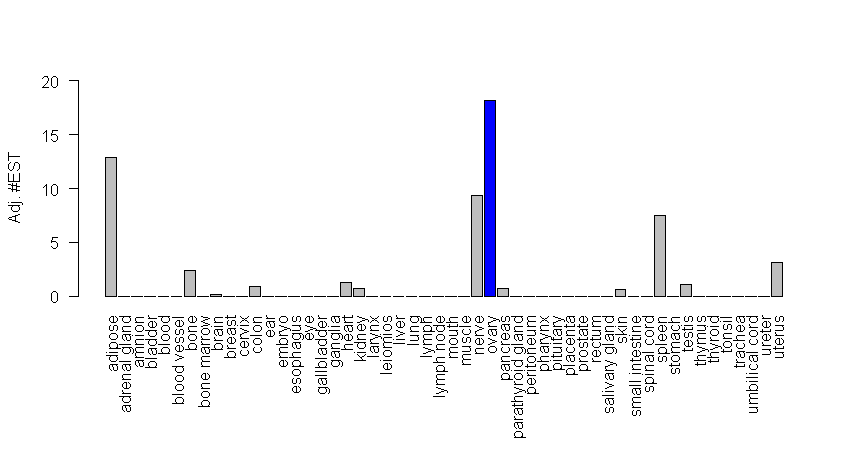 Adj. #EST
20
15
10
5
0
adipose
adrenal gland
amnion
bladder
blood
blood vessel
bone
bone marrow
brain
breast
cervix
colon
ear
embryo
esophagus
eye
gallbladder
ganglia
heart
kidney
larynx
leiomios
liver
lung
lymph
lymph node
mouth
muscle
nerve
ovary
pancreas
parathyroid gland
peritoneum
pharynx
pituitary
placenta
prostate
rectum
salivary gland
skin
small intestine
spinal cord
spleen
stomach
testis
thymus
thyroid
tonsil
trachea
umbilical cord
ureter
uterus